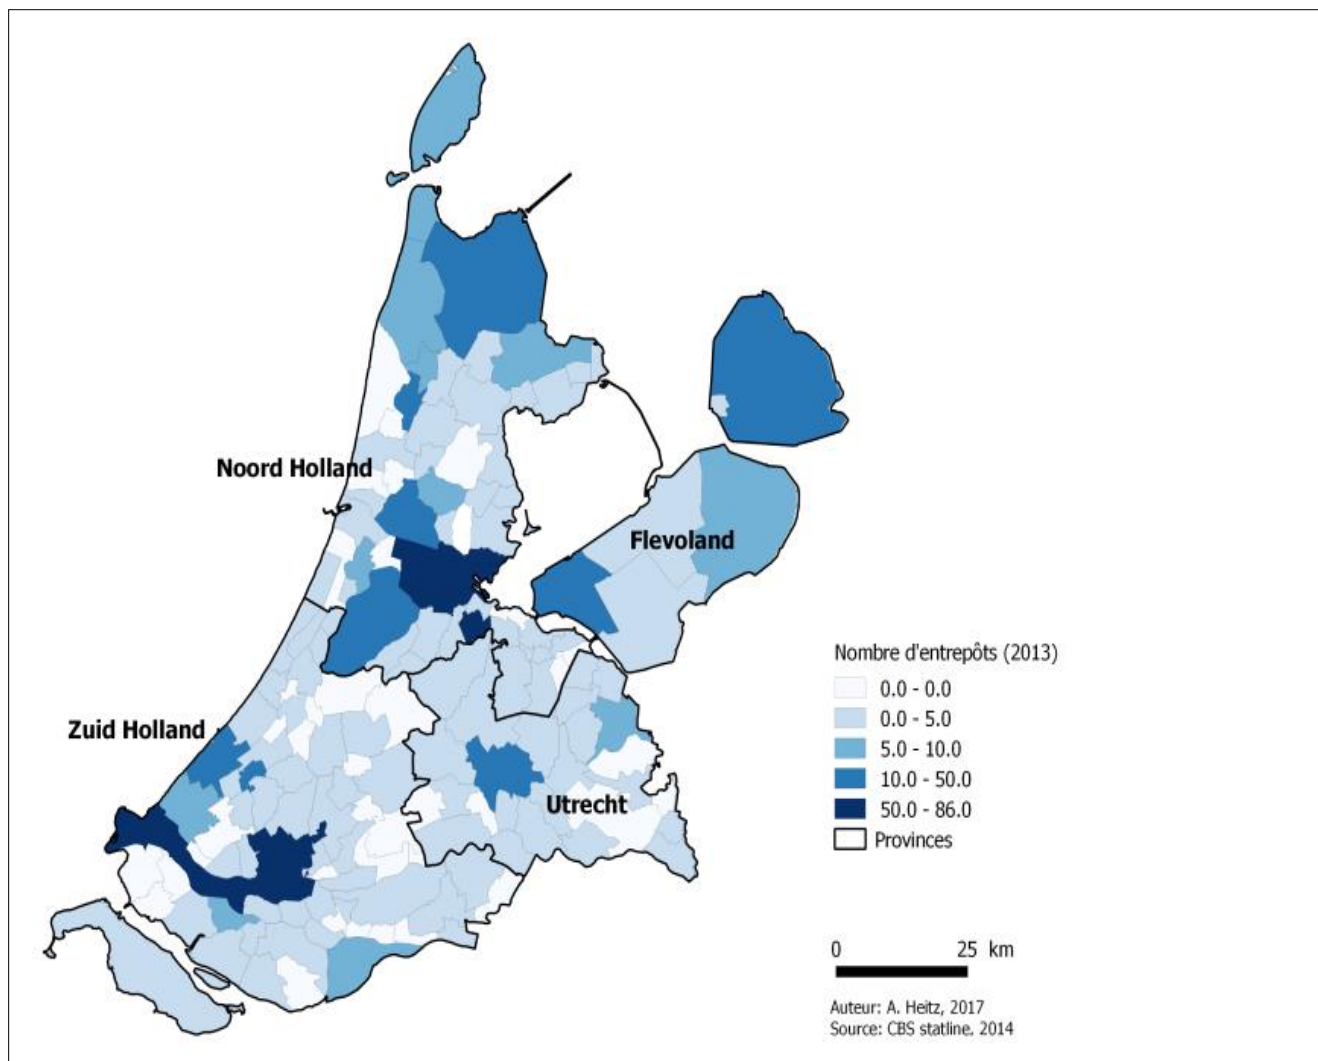 Noord Holland
Flevoland
Nombre d'entrepôts (2013)
0.0 - 0.0
0.0 - 5.0
5.0 - 10.0
10.0 - 50.0
50.0 - 86.0
Provinces
Zuid Holland
Utrecht
0 25 km
Auteur: A. Heitz, 2017
Source: CBS statline. 2014